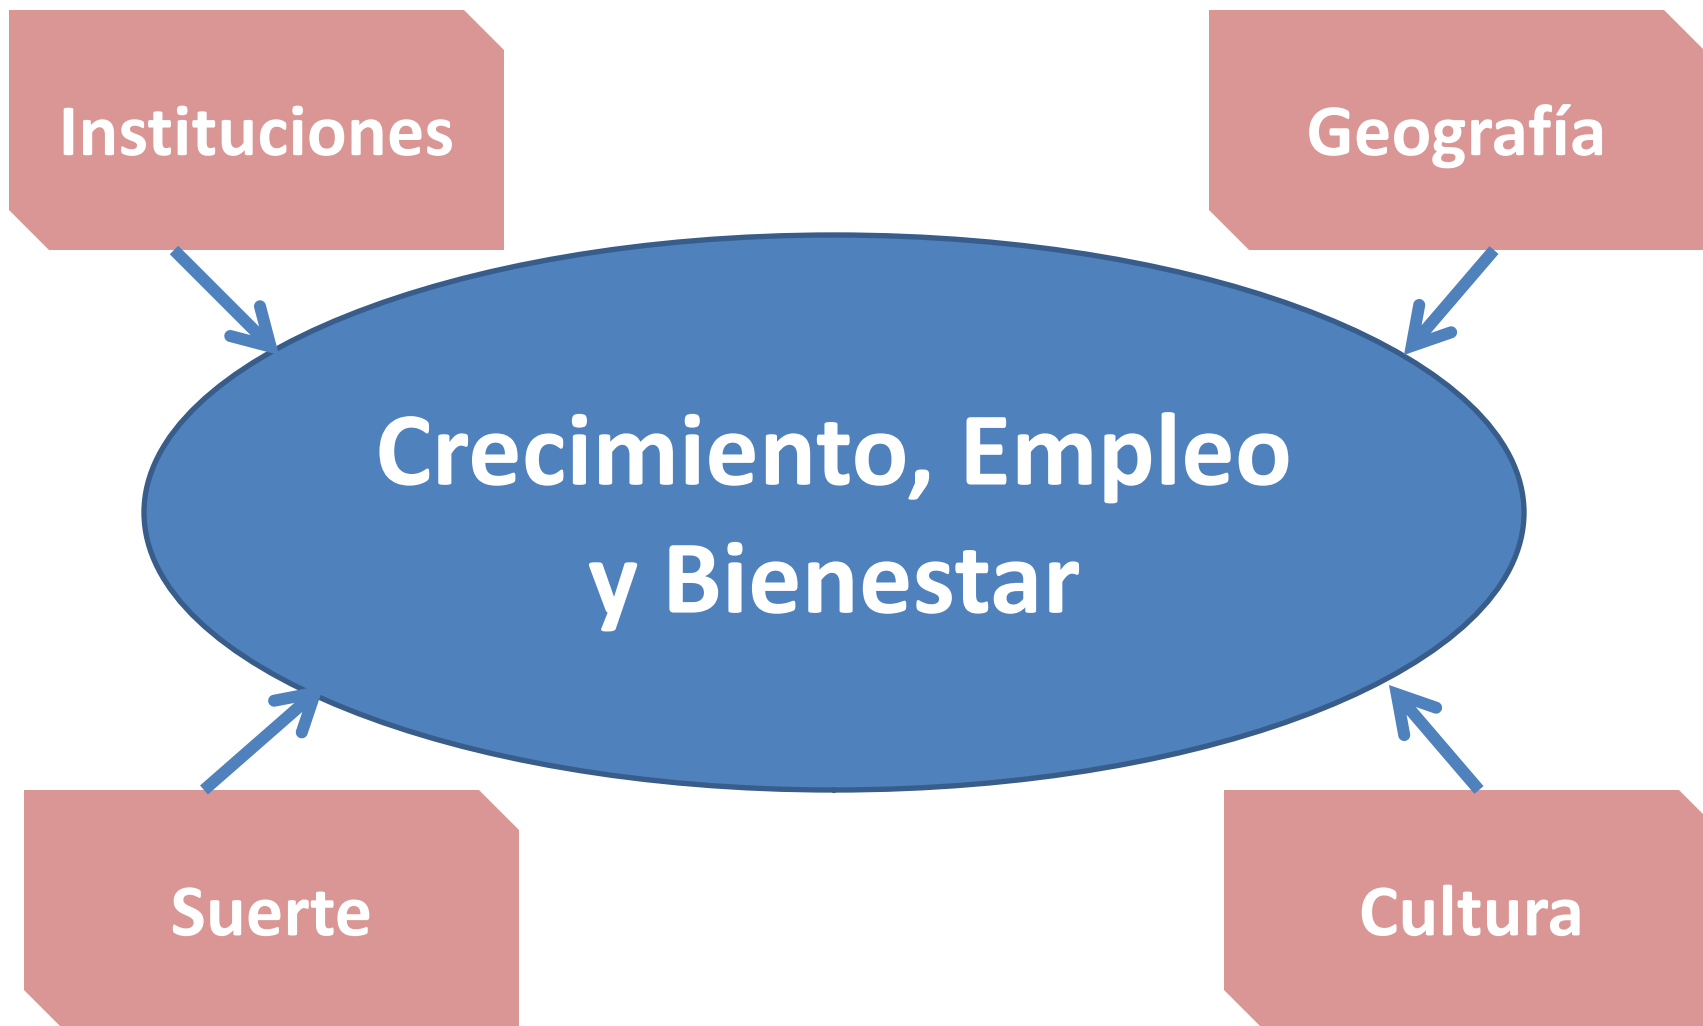 Instituciones
Geografía
Crecimiento, Empleo
y Bienestar
Suerte
Cultura